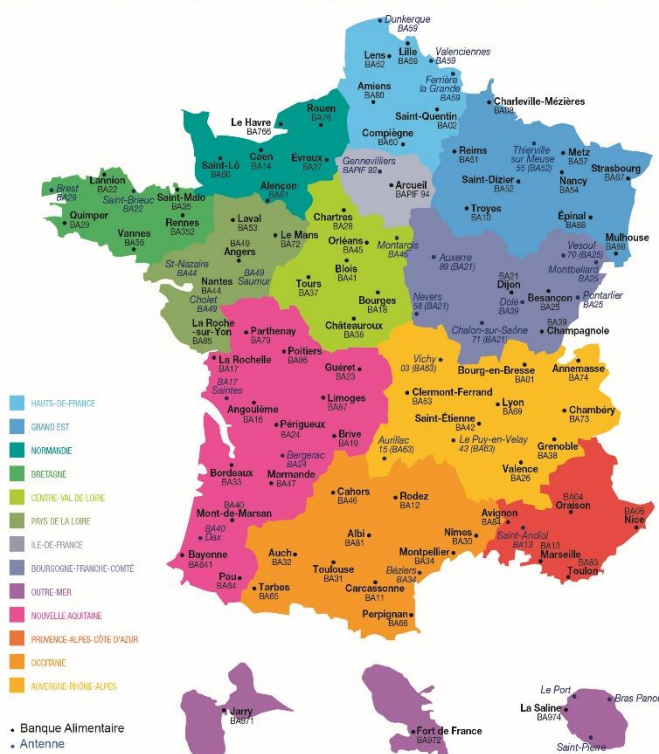 Dunkerque
BA59
Lens
BA62
Lille
BA59
Valenciennes
BA59
Amiens
BA80
Ferrière
la Grande
BA59
Charleville-Mézières
BA08
Saint-Quentin
BA02
Compiègne
BA60
Rouen
BA76
Le Havre
BA766
Caen
BA14
Saint-Lô
BA50
Évreux
BA27
Alençon
BA61
Gennevilliers
BAPIF 92
Arcueil
BAPIF 94
Reims
BA51
Thierville
sur Meuse
55 (BA52)
Metz
BA57
Strasbourg
BA67
Saint-Dizier
BA52
Nancy
BA54
Troyes
BA10
Épinal
BA88
Mulhouse
BA68
Lannion
BA22
Brest
BA29
Saint-Brieuc
BA22
Saint-Malo
BA35
Quimper
BA29
Rennes
BA352
Vannes
BA56
Laval
BA53
Le Mans
BA72
BA49
Angers
St-Nazaire
BA44
BA49
Saumur
Nantes
BA44
Cholet
BA49
La Roche
-sur-Yon
BA85
Chartres
BA28
Orléans
BA45
Montargis
BA45
Blois
BA41
Tours
BA37
Bourges
BA18
Châteauroux
BA36
Auxerre
89 (BA21)
Vesoul
70 (BA25)
Montbeliard
BA25
BA21
Dijon
Besançon
BA25
Dole
BA39
Pontarlier
BA25
Nevers
58 (BA21)
Chalon-sur-Saône
71 (BA21)
BA39
Champagnole
Parthenay
BA79
Poitiers
BA86
La Rochelle
BA17
Guéret
BA23
BA17
Saintes
Limoges
BA87
Angoulême
BA16
Périgueux
BA24
Brive
BA19
Bergerac
BA24
Bordeaux
BA33
Marmande
BA47
BA40
Mont-de-Marsan
BA40
Dax
Bayonne
BA641
Pau
BA64
Vichy
03 (BA63)
Bourg-en-Bresse
BA01
Annemasse
BA74
Clermont-Ferrand
BA63
Lyon
BA69
Chambéry
BA73
Saint-Étienne
BA42
Aurillac
15 (BA63)
Le Puy-en-Velay
43 (BA63)
Grenoble
BA38
Valence
BA26
Cahors
BA46
Rodez
BA12
Albi
BA81
Nîmes
BA30
Auch
BA32
Toulouse
BA31
Montpellier
BA34
Béziers
BA34
Tarbes
BA65
Carcassonne
BA11
Perpignan
BA66
Avignon
BA84
BA04
Oraison
BA06
Nice
Saint-Andiol
BA13
BA13
Marseille
BA83
Toulon
HAUTS-DE-FRANCE
GRAND EST
NORMANDIE
BRETAGNE
CENTRE-VAL DE LOIRE
PAYS DE LA LOIRE
ILE-DE-FRANCE
BOURGOGNE-FRANCHE-COMTÉ
OUTRE-MER
NOUVELLE AQUITAINE
PROVENCE-ALPES-CÔTE D'AZUR
OCCITANIE
AUVERGNE-RHÔNE-ALPES
Banque Alimentaire
Antenne
Jarry
BA971
Fort de France
BA972
Le Port
Bras Panon
La Saline
BA974
Saint-Pierre